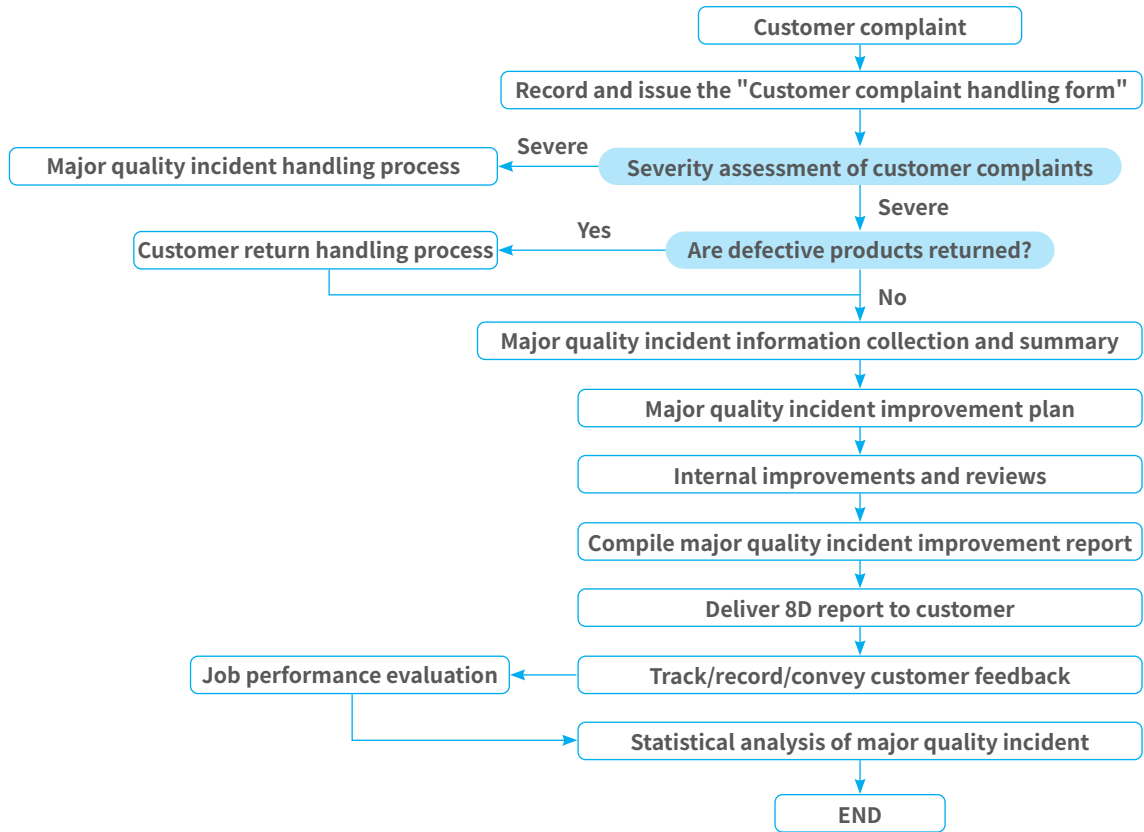 Customer complaint
Record and issue the "Customer complaint handling form"
Severe
Major quality incident handling process
Severity assessment of customer complaints
Severe
Yes
Customer return handling process
Are defective products returned?
No
Major quality incident information collection and summary
Major quality incident improvement plan
Internal improvements and reviews
Compile major quality incident improvement report
Deliver 8D report to customer
Job performance evaluation
Track/record/convey customer feedback
Statistical analysis of major quality incident
END